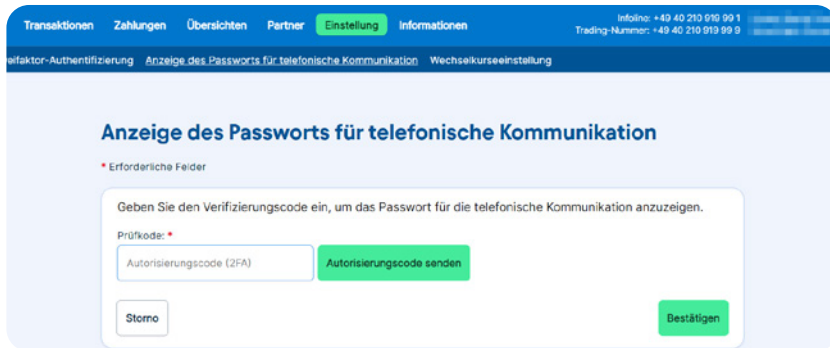 Transaktionen Zahlungen Übersichten Partner Einstellung Informationen
Infoline: +49 40 210 919 99 1
Trading-Nummer: +49 40 210 919 99 9
eifaktor-Authentifizierung Anzeige des Passworts für telefonische Kommunikation Wechselkurseeinstellung
Anzeige des Passworts für telefonische Kommunikation
* Erforderliche Felder
Geben Sie den Verifizierungscode ein, um das Passwort für die telefonische Kommunikation anzuzeigen.
Prüfkode: *
Autorisierungscode (2FA) Autorisierungscode senden
Storno Bestätigen